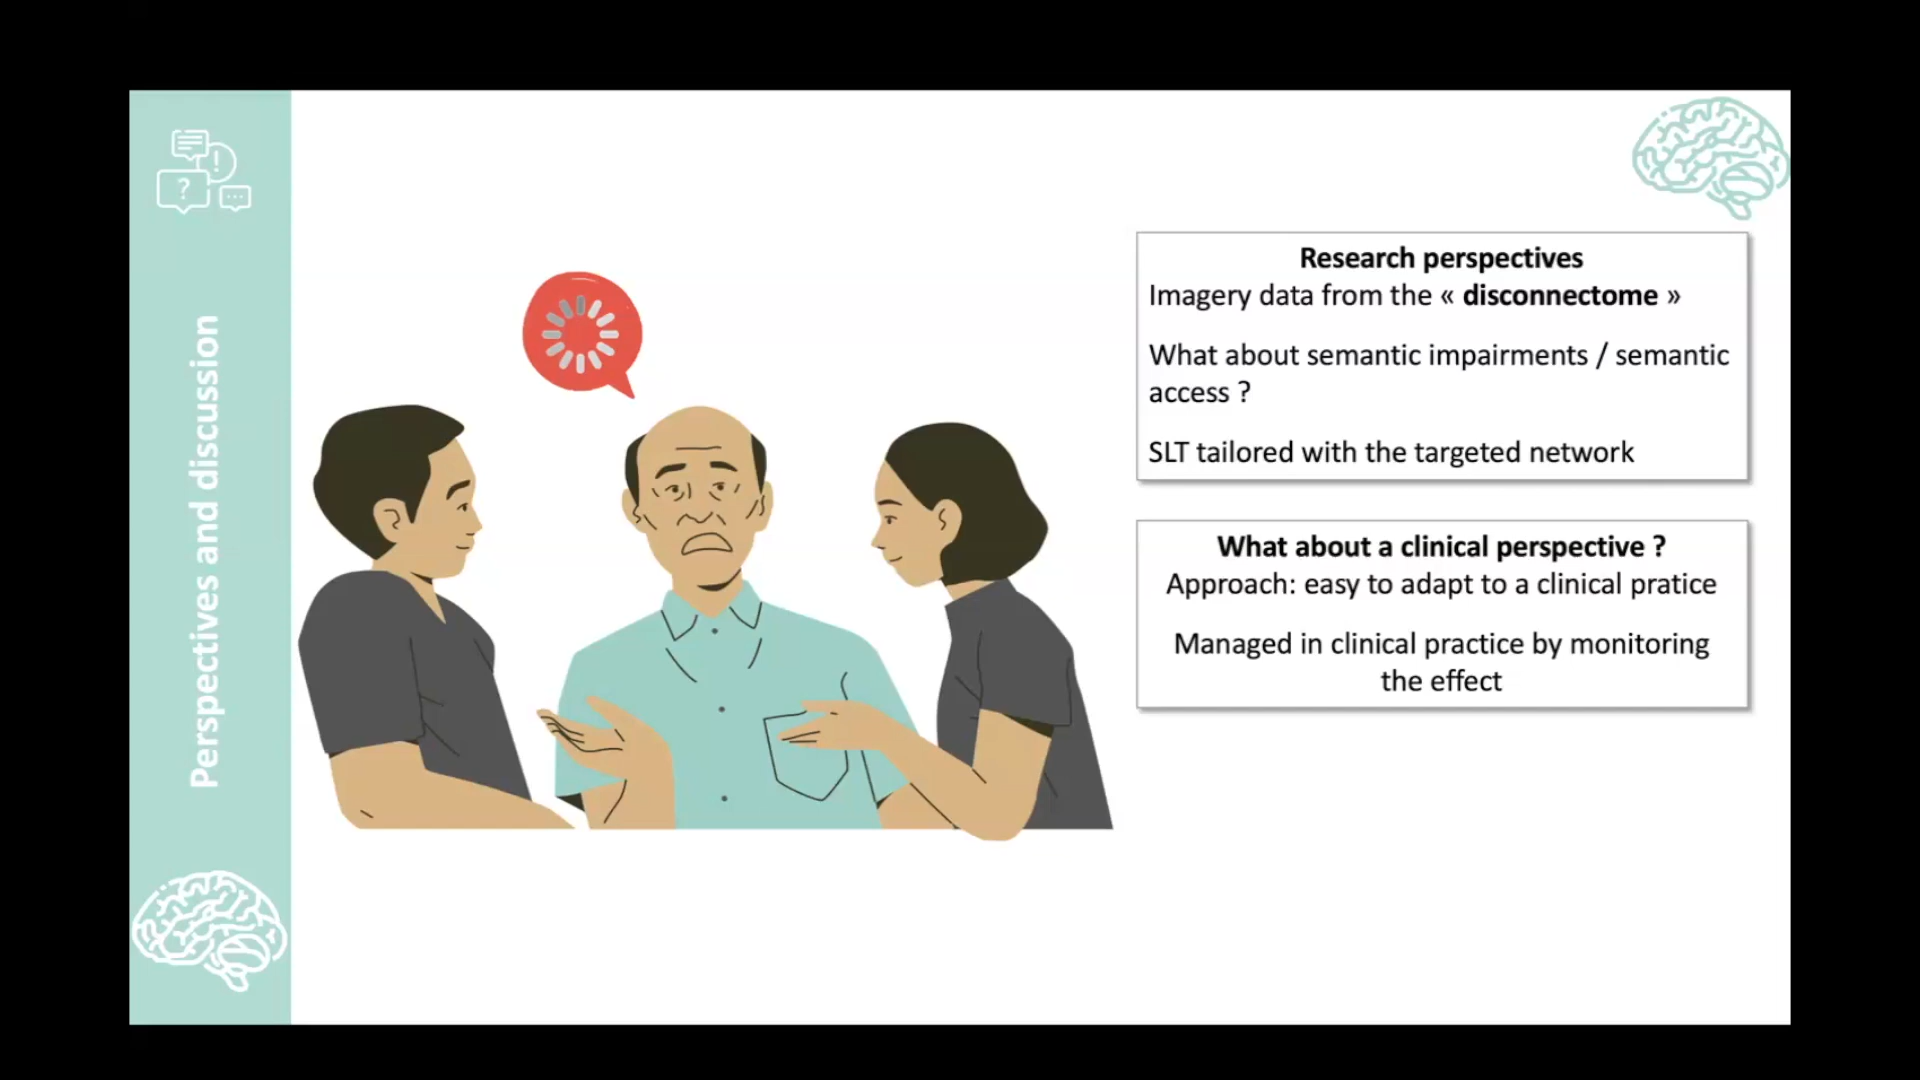 Perspectives and discussion
Research perspectives
Imagery data from the « disconnectome »
What about semantic impairments / semantic
access ?
SLT tailored with the targeted network
What about a clinical perspective ?
Approach: easy to adapt to a clinical pratice
Managed in clinical practice by monitoring
the effect